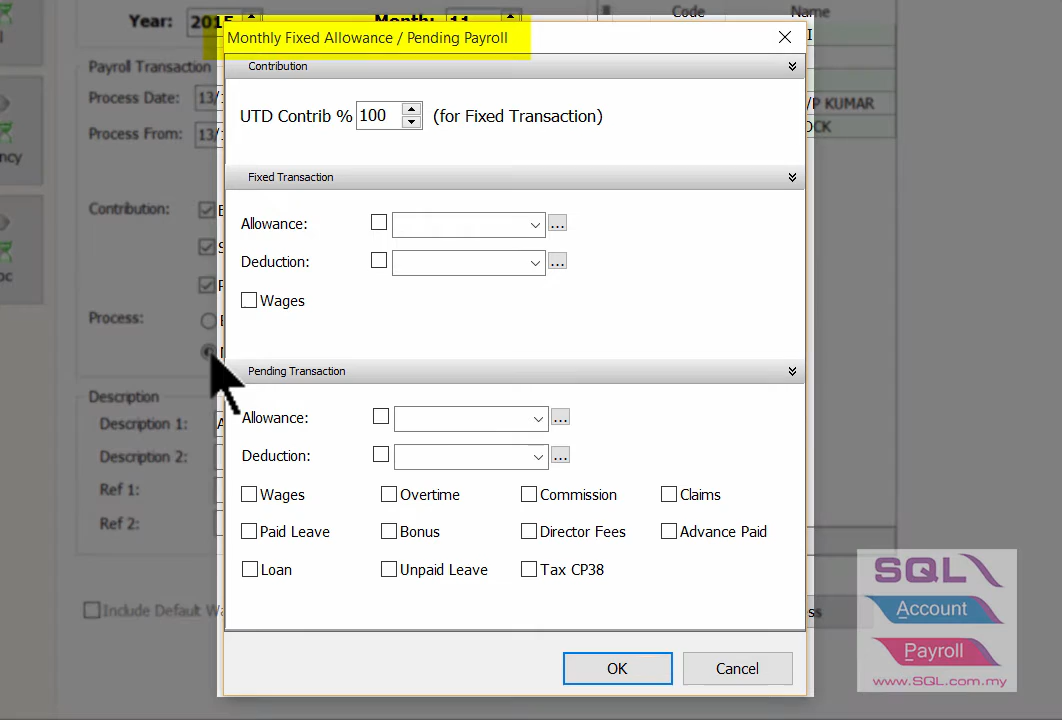 Year: 2015 Month: 11
Code Name
Monthly Fixed Allowance / Pending Payroll
Contribution
Payroll Transaction
Process Date: 13/
/P KUMAR
UTD Contrib % 100 (for Fixed Transaction)
OCK
Process From: 13/
ncy
Fixed Transaction
Contribution:
Allowance: ...
Deduction: ...
oc
Wages
Process:
Pending Transaction
Description
Description 1:
Allowance: ...
Description 2:
Deduction: ...
Ref 1:
Wages Overtime Commission Claims
Ref 2:
Paid Leave Bonus Director Fees Advance Paid
Loan Unpaid Leave Tax CP38
SQL
Include Default Wa
Account
ss
Payroll
OK Cancel
www.SQL.com.my